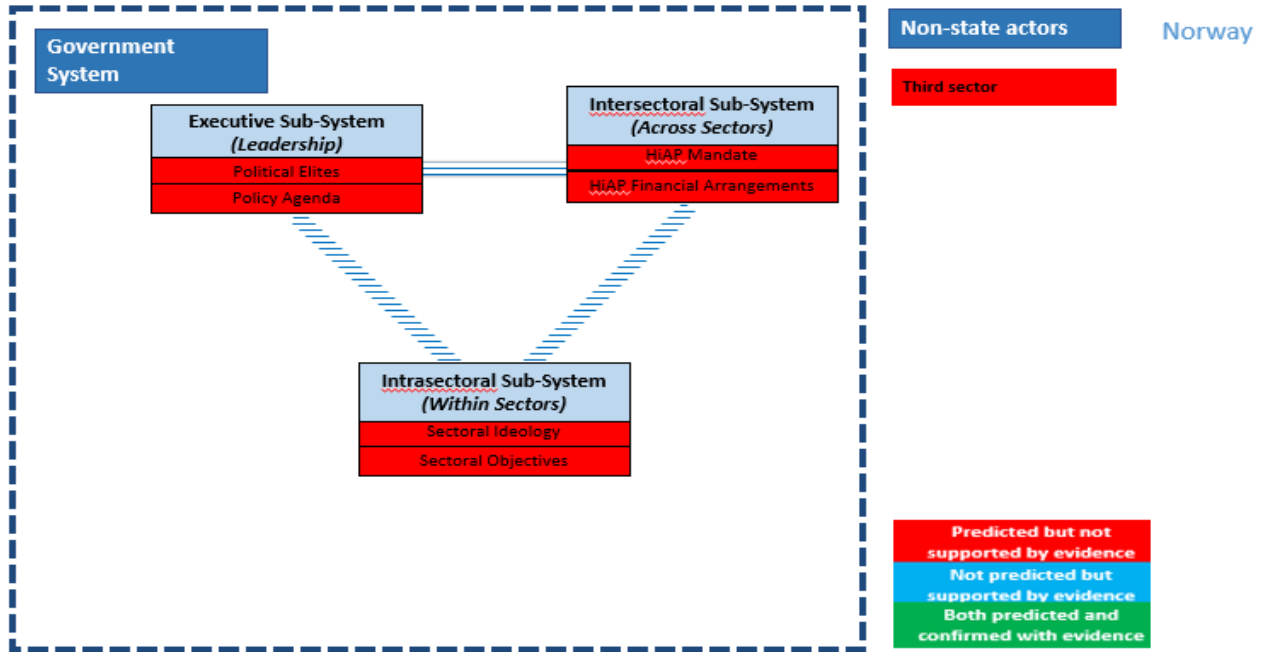 Government
System
Executive Sub-System
(Leadership)
Political Elites
Policy Agenda
Intersectoral Sub-System
(Across Sectors)
HiAP Mandate
HiAP Financial Arrangements
Intrasectoral Sub-System
(Within Sectors)
Sectoral Ideology
Sectoral Objectives
Non-state actors
Third sector
Norway
Predicted but not
supported by evidence
Not predicted but
supported by evidence
Both predicted and
confirmed with evidence